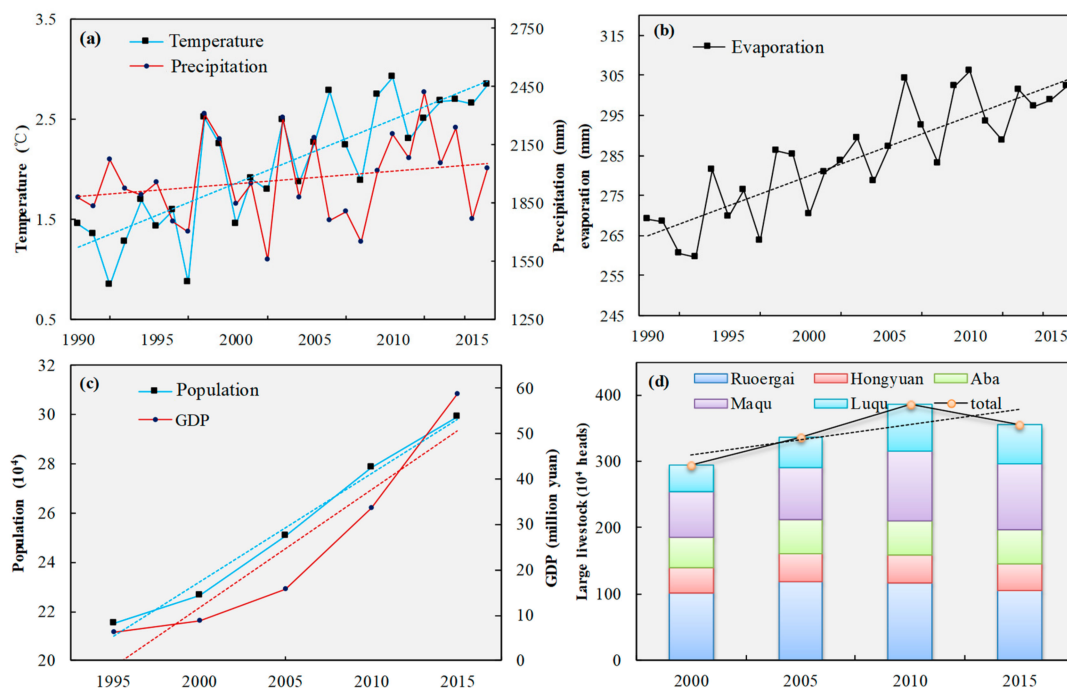 (a)
Temperature
Precipitation
3.5
2.5
1.5
0.5
Temperature (℃)
2750
2450
2150
1850
1550
1250
Precipitation (mm)
1990 1995 2000 2005 2010 2015
(b)
Evaporation
315
305
295
285
275
265
255
245
evaporation (mm)
1990 1995 2000 2005 2010 2015
(c)
Population
GDP
32
30
28
26
24
22
20
Population (10⁴)
60
50
40
30
20
10
0
GDP (million yuan)
1995 2000 2005 2010 2015
(d)
Ruoergai Hongyuan Aba
Maqu Luqu total
400
300
200
100
0
Large livestock (10⁴ heads)
2000 2005 2010 2015